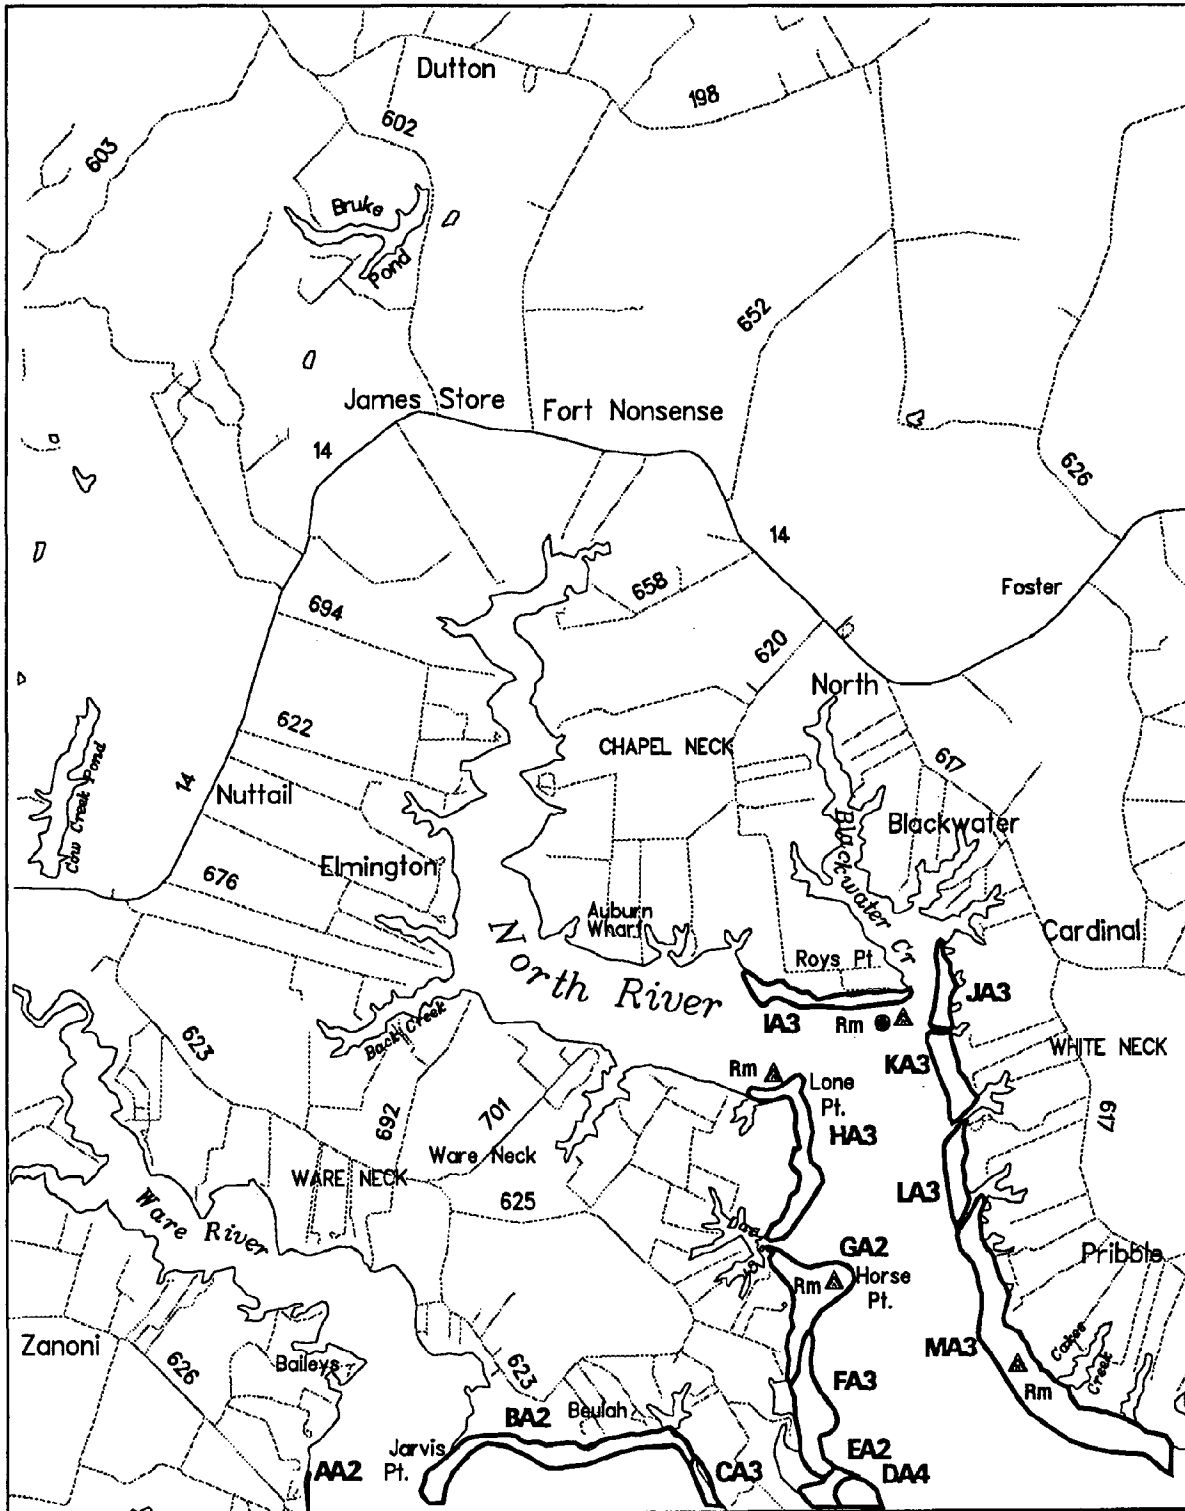 Dutton
198
602
603
Bruke
Pond
652
James Store
Fort Nonsense
14
626
14
658
Foster
694
620
North
622
CHAPEL NECK
617
14
Nuttail
Cow Creek Pond
Blackwater
Blackwater Cr
Elmington
676
Auburn
Wharf
Cardinal
North River
Roys Pt.
JA3
IA3
Rm
623
Back Creek
WHITE NECK
KA3
Rm
Lone
Pt.
692
701
HA3
617
Ware Neck
WARE NECK
LA3
625
Ware River
GA2
Pribble
Rm
Horse
Pt.
Zanoni
MA3
Baileys
626
623
Rm
Creek
FA3
BA2
Beulah
Jarvis
Pt.
EA2
AA2
CA3
DA4